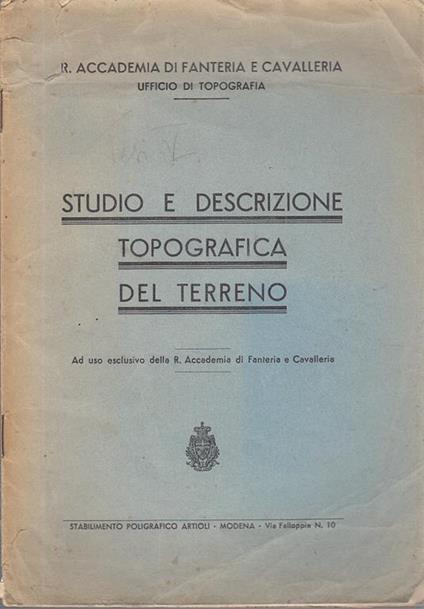 R. ACCADEMIA DI FANTERIA E CAVALLERIA
UFFICIO DI TOPOGRAFIA
STUDIO E DESCRIZIONE
TOPOGRAFICA
DEL TERRENO
Ad uso esclusivo della R. Accademia di Fanteria e Cavalleria
STABILIMENTO POLIGRAFICO ARTIOLI - MODENA - Via Falloppia N. 10